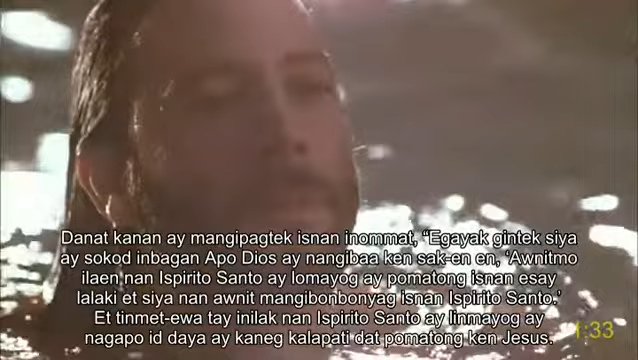 Danat kanan ay mangipagtek isnan inommat, “Egayak gintek siya
ay sokod inbagan Apo Dios ay nangibaa ken sak-en en, ‘Awnitmo
ilaen nan Ispirito Santo ay lomayog ay pomatong isnan esay
lalaki et siya nan awnit mangibonbonyag isnan Ispirito Santo.’
Et tinmet-ewa tay inilak nan Ispirito Santo ay linmayog ay
nagapo id daya ay kaneg kalapati dat pomatong ken Jesus.
1:33